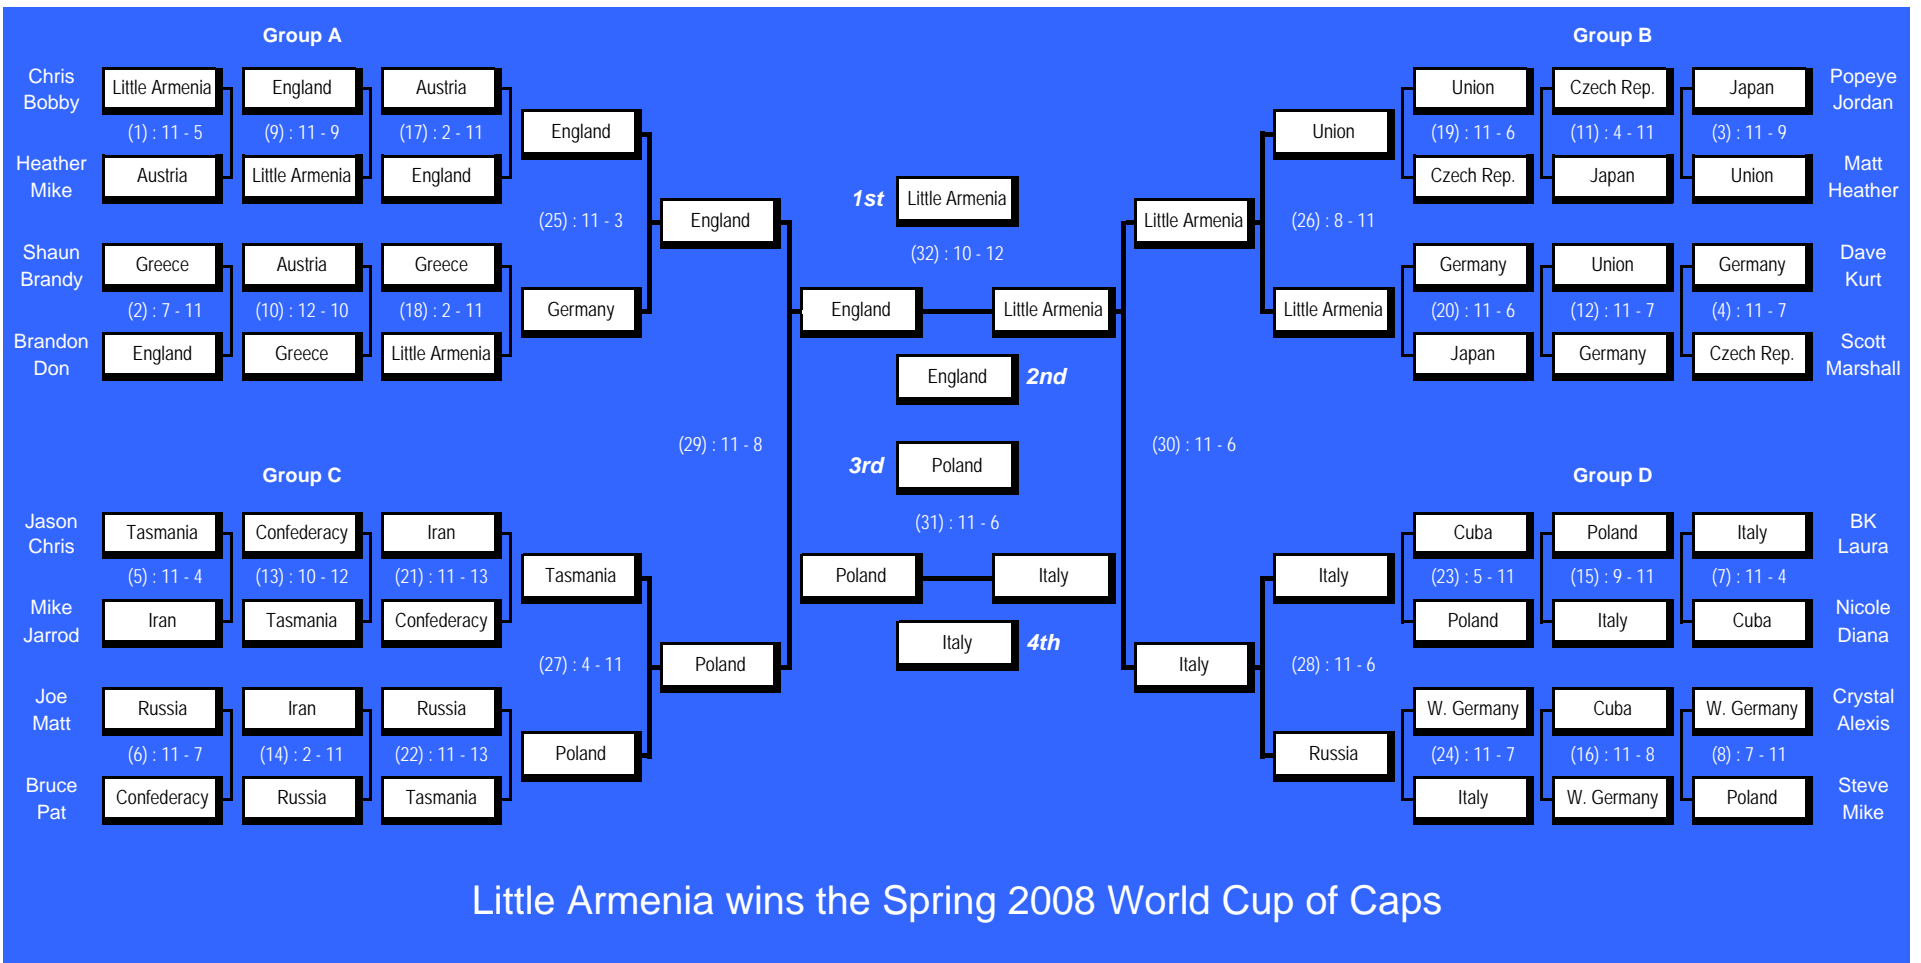 Group A
Group B
Chris
Bobby
Little Armenia
England
Austria
(1) : 11 - 5
(9) : 11 - 9
(17) : 2 - 11
Heather
Mike
Austria
Little Armenia
England
Shaun
Brandy
Greece
Austria
Greece
(2) : 7 - 11
(10) : 12 - 10
(18) : 2 - 11
Brandon
Don
England
Greece
Little Armenia
England
(25) : 11 - 3
Germany
England
Union
Czech Rep.
Japan
Popeye
Jordan
(19) : 11 - 6
(11) : 4 - 11
(3) : 11 - 9
Czech Rep.
Japan
Union
Matt
Heather
Germany
Union
Germany
Dave
Kurt
(20) : 11 - 6
(12) : 11 - 7
(4) : 11 - 7
Japan
Germany
Czech Rep.
Scott
Marshall
Union
(26) : 8 - 11
Little Armenia
Little Armenia
1st
Little Armenia
(32) : 10 - 12
England
Little Armenia
England
2nd
(29) : 11 - 8
(30) : 11 - 6
3rd
Poland
(31) : 11 - 6
Poland
Italy
Italy
4th
Group C
Group D
Jason
Chris
Tasmania
Confederacy
Iran
(5) : 11 - 4
(13) : 10 - 12
(21) : 11 - 13
Mike
Jarrod
Iran
Tasmania
Confederacy
Joe
Matt
Russia
Iran
Russia
(6) : 11 - 7
(14) : 2 - 11
(22) : 11 - 13
Bruce
Pat
Confederacy
Russia
Tasmania
Tasmania
(27) : 4 - 11
Poland
Poland
Cuba
Poland
Italy
BK
Laura
(23) : 5 - 11
(15) : 9 - 11
(7) : 11 - 4
Poland
Italy
Cuba
Nicole
Diana
W. Germany
Cuba
W. Germany
Crystal
Alexis
(24) : 11 - 7
(16) : 11 - 8
(8) : 7 - 11
Italy
W. Germany
Poland
Steve
Mike
Italy
(28) : 11 - 6
Russia
Italy
Little Armenia wins the Spring 2008 World Cup of Caps